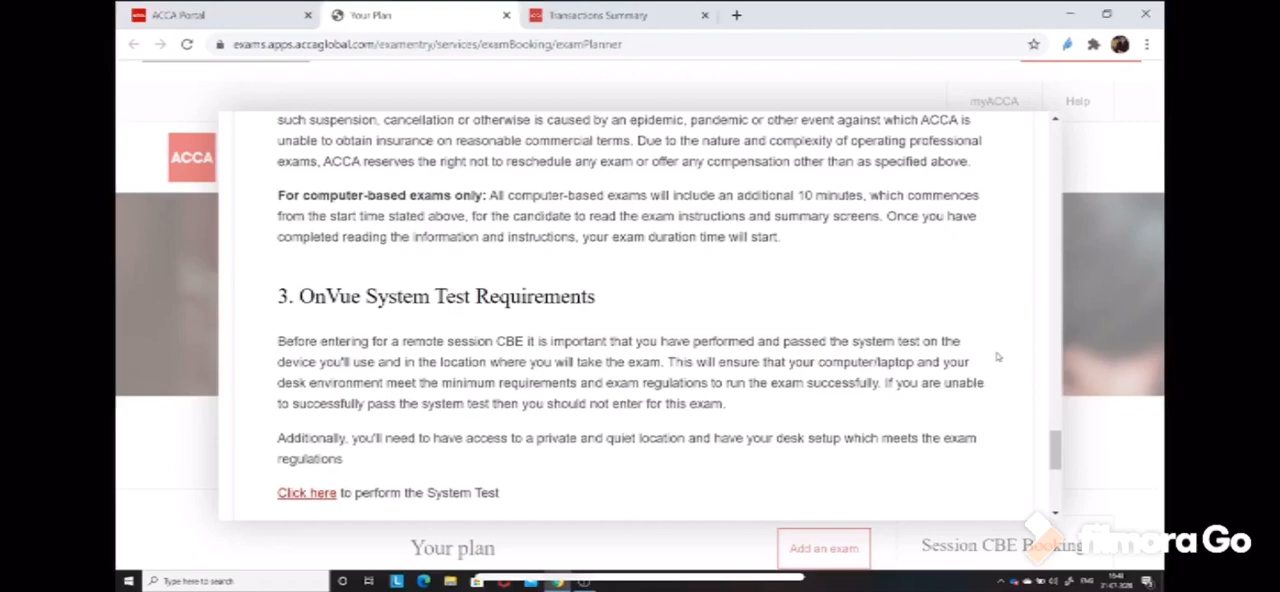 ACCA Portal
Your Plan
Transactions Summary
exams.apps.accaglobal.com/examentry/services/examBooking/examPlanner
myACCA
Help
ACCA
such suspension, cancellation or otherwise is caused by an epidemic, pandemic or other event against which ACCA is
unable to obtain insurance on reasonable commercial terms. Due to the nature and complexity of operating professional
exams, ACCA reserves the right not to reschedule any exam or offer any compensation other than as specified above.
For computer-based exams only: All computer-based exams will include an additional 10 minutes, which commences
from the start time stated above, for the candidate to read the exam instructions and summary screens. Once you have
completed reading the information and instructions, your exam duration time will start.
3. OnVue System Test Requirements
Before entering for a remote session CBE it is important that you have performed and passed the system test on the
device you'll use and in the location where you will take the exam. This will ensure that your computer/laptop and your
desk environment meet the minimum requirements and exam regulations to run the exam successfully. If you are unable
to successfully pass the system test then you should not enter for this exam.
Additionally, you'll need to have access to a private and quiet location and have your desk setup which meets the exam
regulations
Click here to perform the System Test
Your plan
Add an exam
Session CBE Booking
filmora Go
Type here to search
ENG